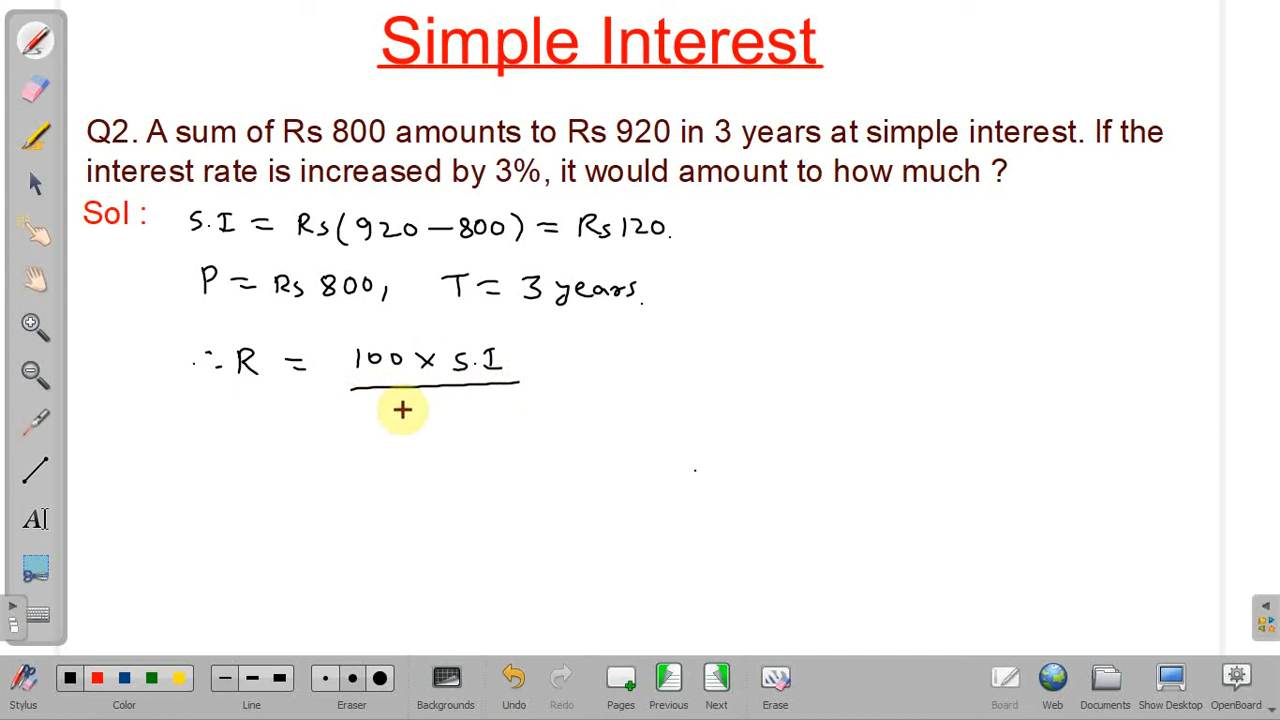 Simple Interest
Q2. A sum of Rs 800 amounts to Rs 920 in 3 years at simple interest. If the
interest rate is increased by 3%, it would amount to how much ?
Sol :
S.I = Rs(920-800) = Rs 120.
P = Rs 800, T = 3 years.
∴ R = 100 × S.I
Stylus
Color
Line
Eraser
Backgrounds
Undo
Redo
Pages
Previous
Next
Erase
Board
Web
Documents
Show Desktop
OpenBoard